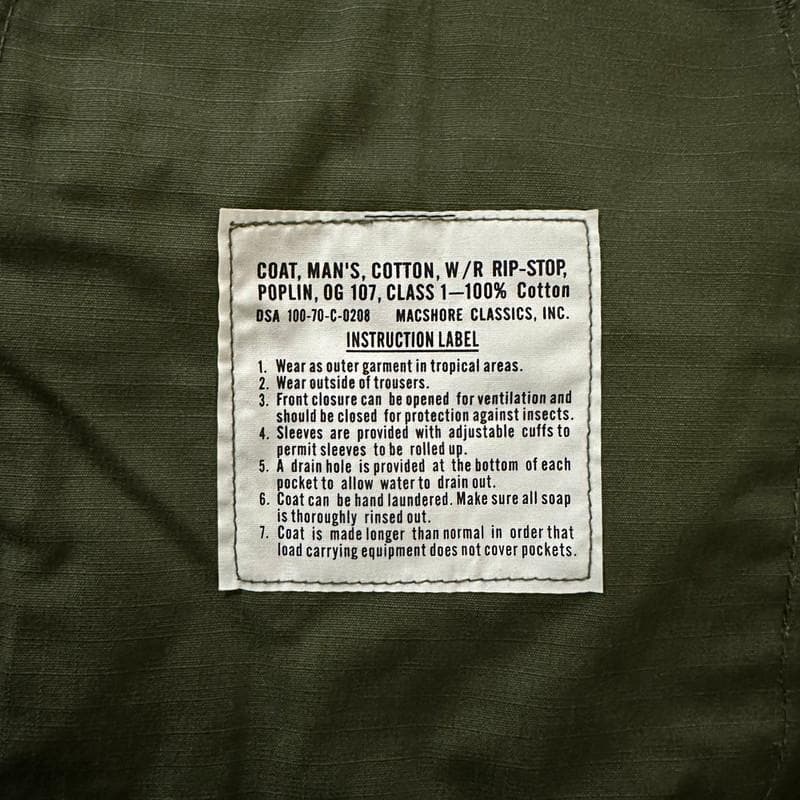 COAT, MAN'S, COTTON, W/R RIP-STOP,
POPLIN, OG 107, CLASS 1—100% Cotton
DSA 100-70-C-0208 MACSHORE CLASSICS, INC.
INSTRUCTION LABEL
1. Wear as outer garment in tropical areas.
2. Wear outside of trousers.
3. Front closure can be opened for ventilation and
should be closed for protection against insects.
4. Sleeves are provided with adjustable cuffs to
permit sleeves to be rolled up.
5. A drain hole is provided at the bottom of each
pocket to allow water to drain out.
6. Coat can be hand laundered. Make sure all soap
is thoroughly rinsed out.
7. Coat is made longer than normal in order that
load carrying equipment does not cover pockets.